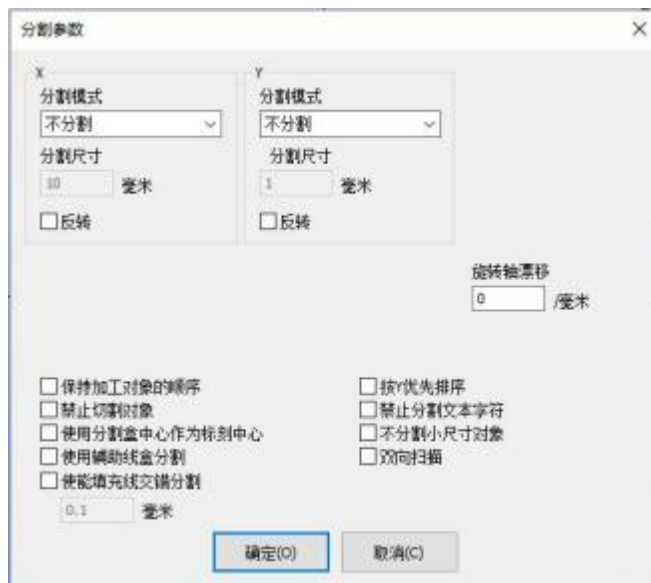 分割参数
X
Y
分割模式
分割模式
不分割
不分割
分割尺寸
分割尺寸
10 毫米
1 毫米
反转
反转
旋转轴漂移
0 /毫米
保持加工对象的顺序
按Y优先排序
禁止切割对象
禁止分割文本字符
使用分割盒中心作为标刻中心
不分割小尺寸对象
使用辅助线盒分割
双向扫描
使能填充线交错分割
0.1 毫米
确定(O)
取消(C)